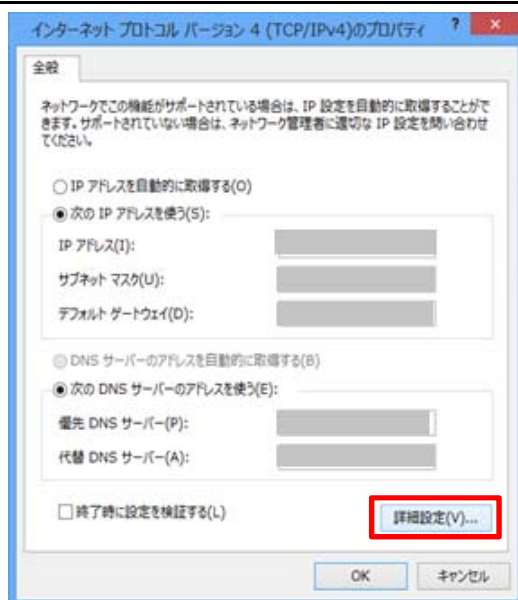 インターネット プロトコル バージョン 4 (TCP/IPv4)のプロパティ ? ×
全般
ネットワークでこの機能がサポートされている場合は、IP 設定を自動的に取得することがで
きます。サポートされていない場合は、ネットワーク管理者に適切な IP 設定を問い合わせ
てください。
IP アドレスを自動的に取得する(O)
次の IP アドレスを使う(S):
IP アドレス(I):
サブネット マスク(U):
デフォルト ゲートウェイ(D):
DNS サーバーのアドレスを自動的に取得する(B)
次の DNS サーバーのアドレスを使う(E):
優先 DNS サーバー(P):
代替 DNS サーバー(A):
終了時に設定を検証する(L)
詳細設定(V)...
OK
キャンセル